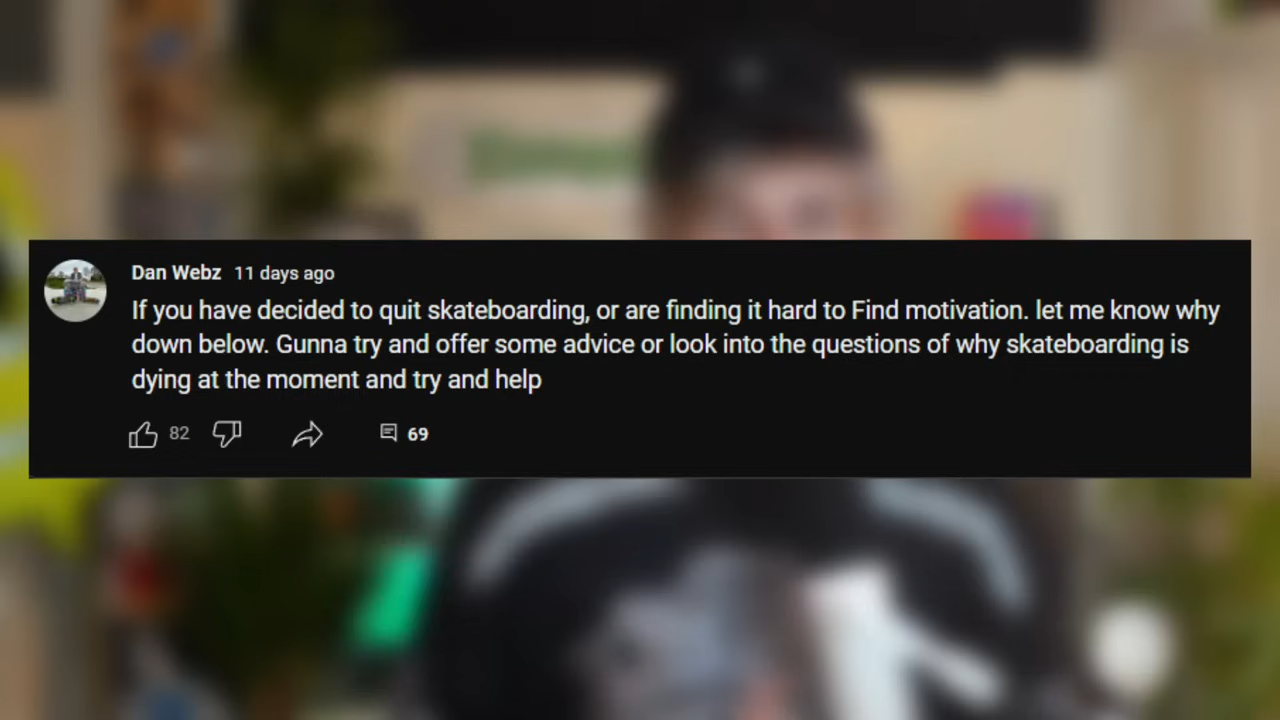 Dan Webz 11 days ago
If you have decided to quit skateboarding, or are finding it hard to Find motivation. let me know why
down below. Gunna try and offer some advice or look into the questions of why skateboarding is
dying at the moment and try and help
82 69